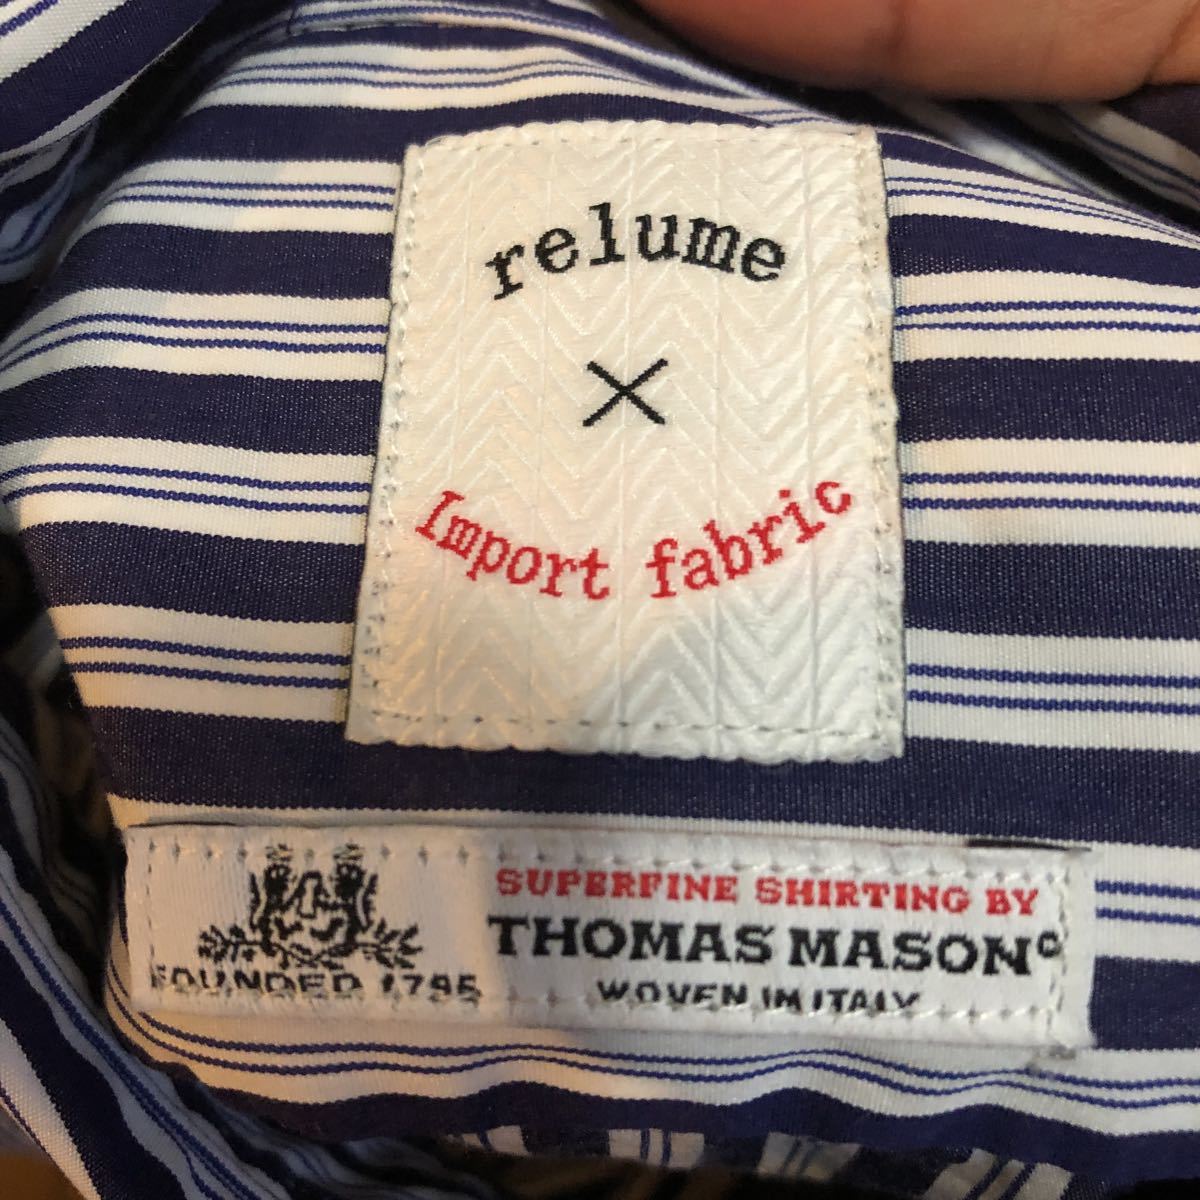 relume
×
Import fabric
SUPERFINE SHIRTING BY
THOMAS MASON
FOUNDED 1795
WOVEN IN ITALY